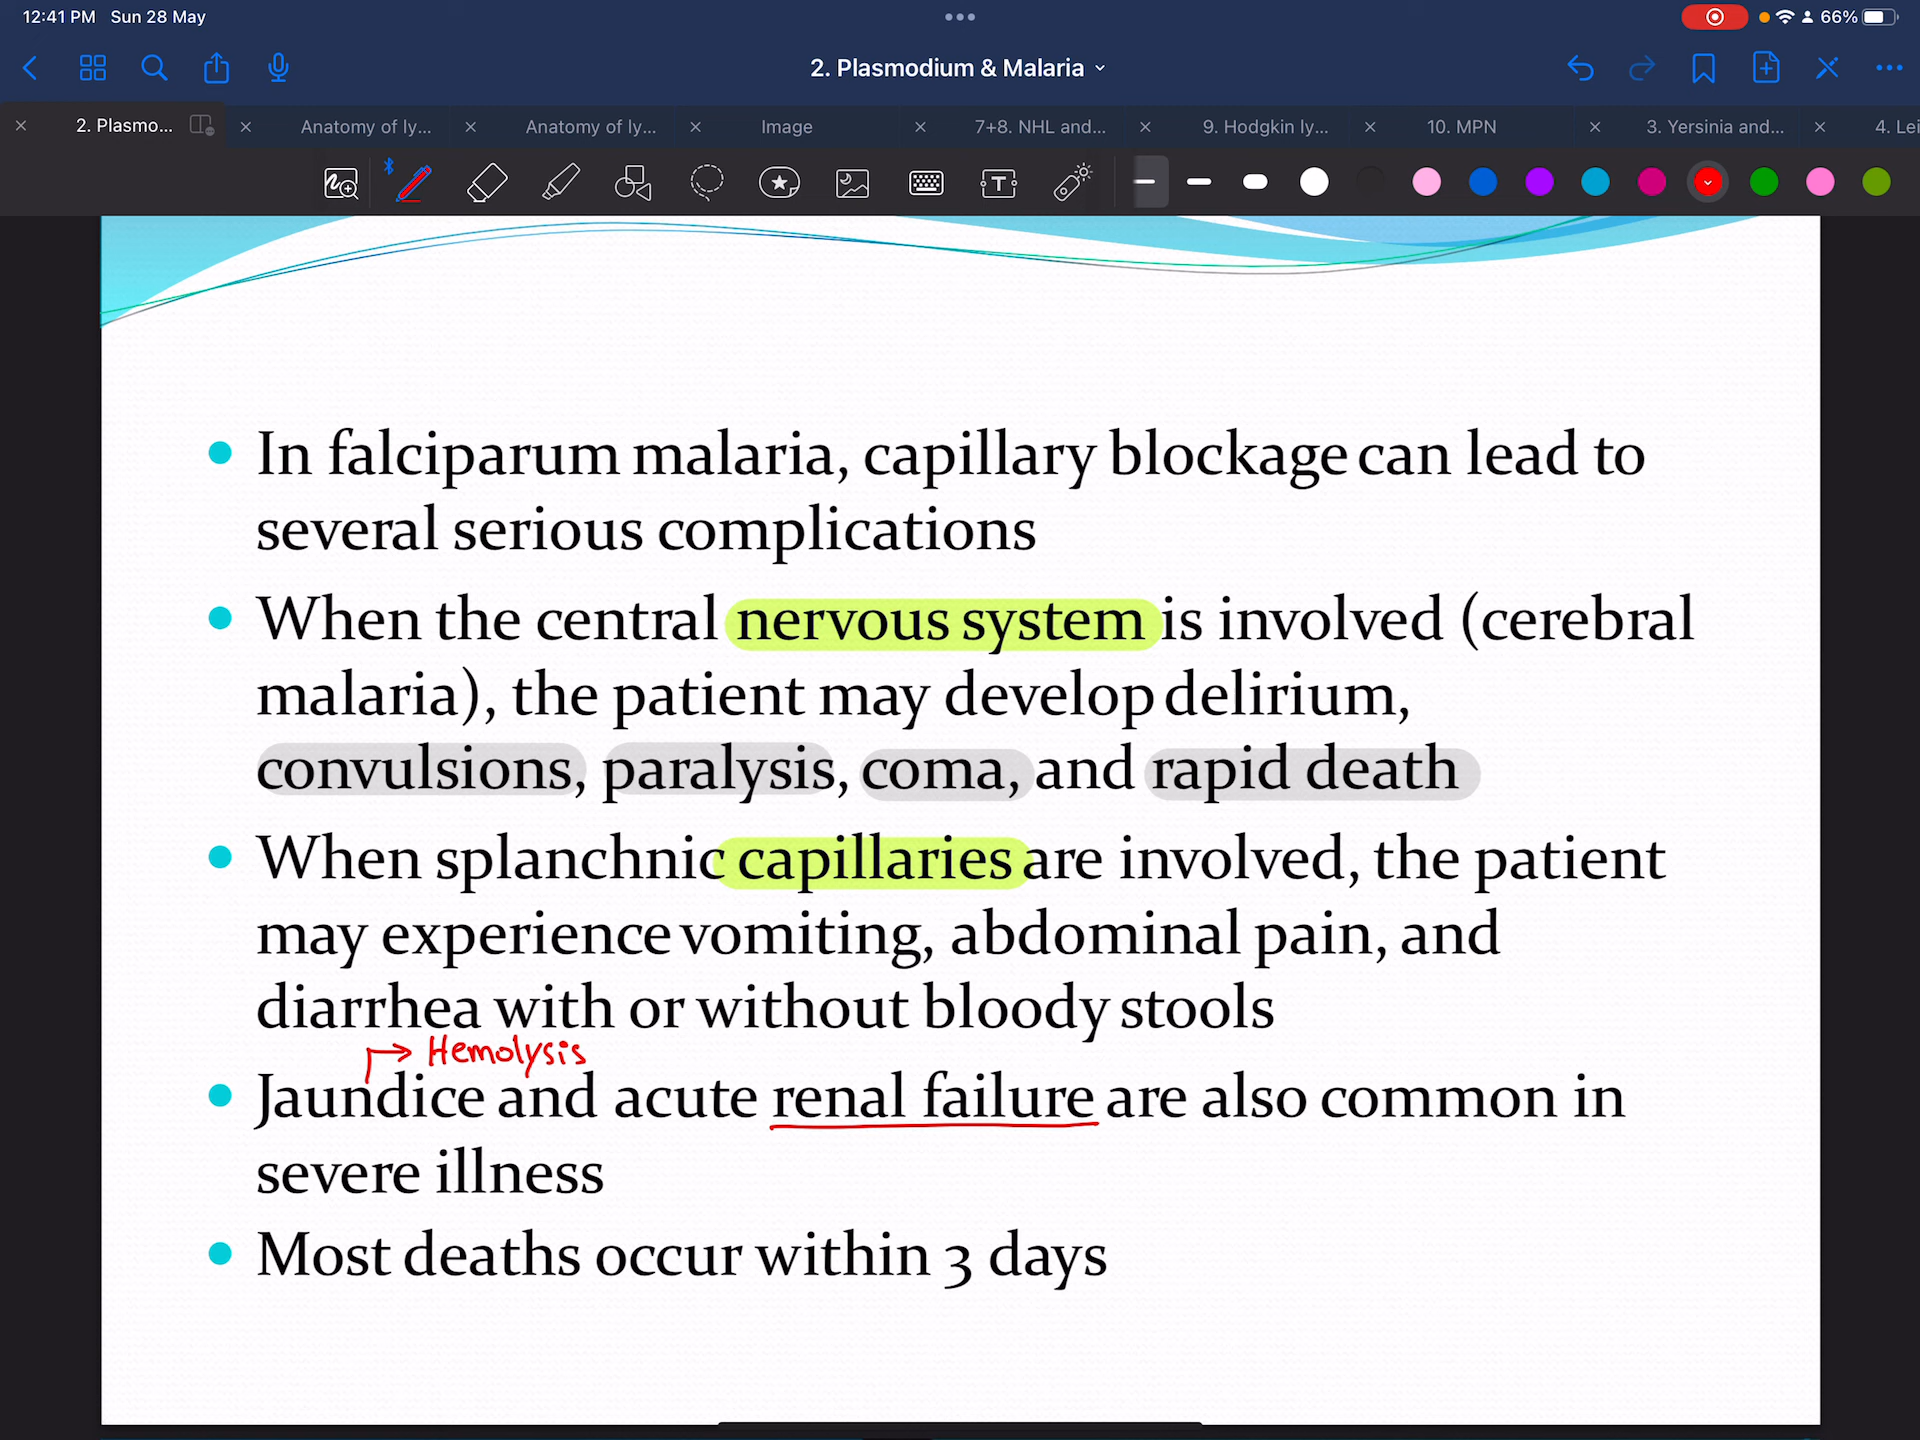 12:41 PM Sun 28 May
66%
2. Plasmodium & Malaria
2. Plasmo...
Anatomy of ly...
Anatomy of ly...
Image
7+8. NHL and...
9. Hodgkin ly...
10. MPN
3. Yersinia and...
4. Lei
In falciparum malaria, capillary blockage can lead to
several serious complications
When the central nervous system is involved (cerebral
malaria), the patient may develop delirium,
convulsions, paralysis, coma, and rapid death
When splanchnic capillaries are involved, the patient
may experience vomiting, abdominal pain, and
diarrhea with or without bloody stools
Hemolysis
Jaundice and acute renal failure are also common in
severe illness
Most deaths occur within 3 days